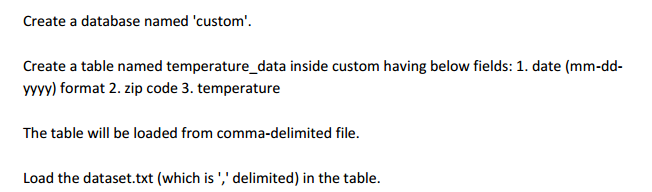 Create a database named 'custom'.
Create a table named temperature_data inside custom having below fields: 1. date (mm-dd-
yyyy) format 2. zip code 3. temperature
The table will be loaded from comma-delimited file.
Load the dataset.txt (which is ',' delimited) in the table.